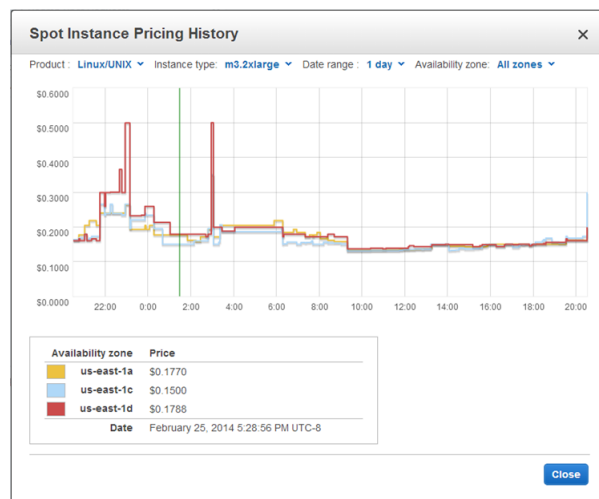 Spot Instance Pricing History
Product : Linux/UNIX Instance type: m3.2xlarge Date range : 1 day Availability zone: All zones
$0.6000
$0.5000
$0.4000
$0.3000
$0.2000
$0.1000
$0.0000
22:00 0:00 2:00 4:00 6:00 8:00 10:00 12:00 14:00 16:00 18:00 20:00
Availability zone Price
us-east-1a $0.1770
us-east-1c $0.1500
us-east-1d $0.1788
Date February 25, 2014 5:28:56 PM UTC-8
Close